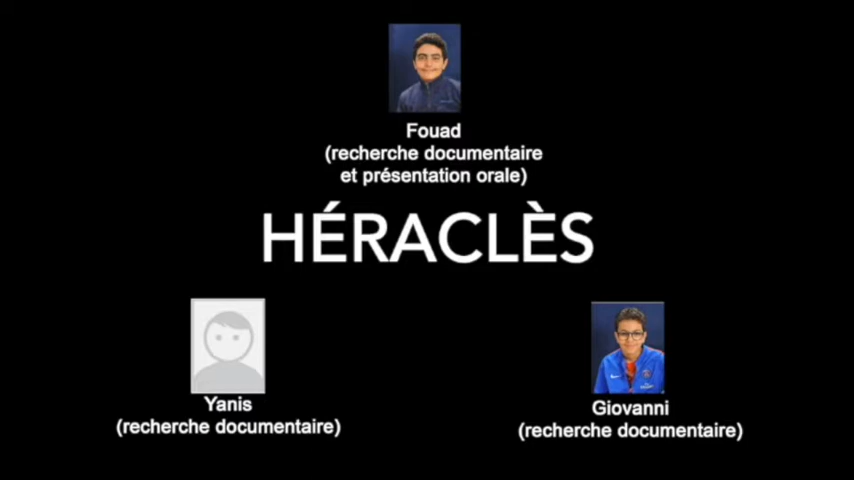 Fouad
(recherche documentaire
et présentation orale)
HÉRACLÈS
Yanis
(recherche documentaire)
Giovanni
(recherche documentaire)